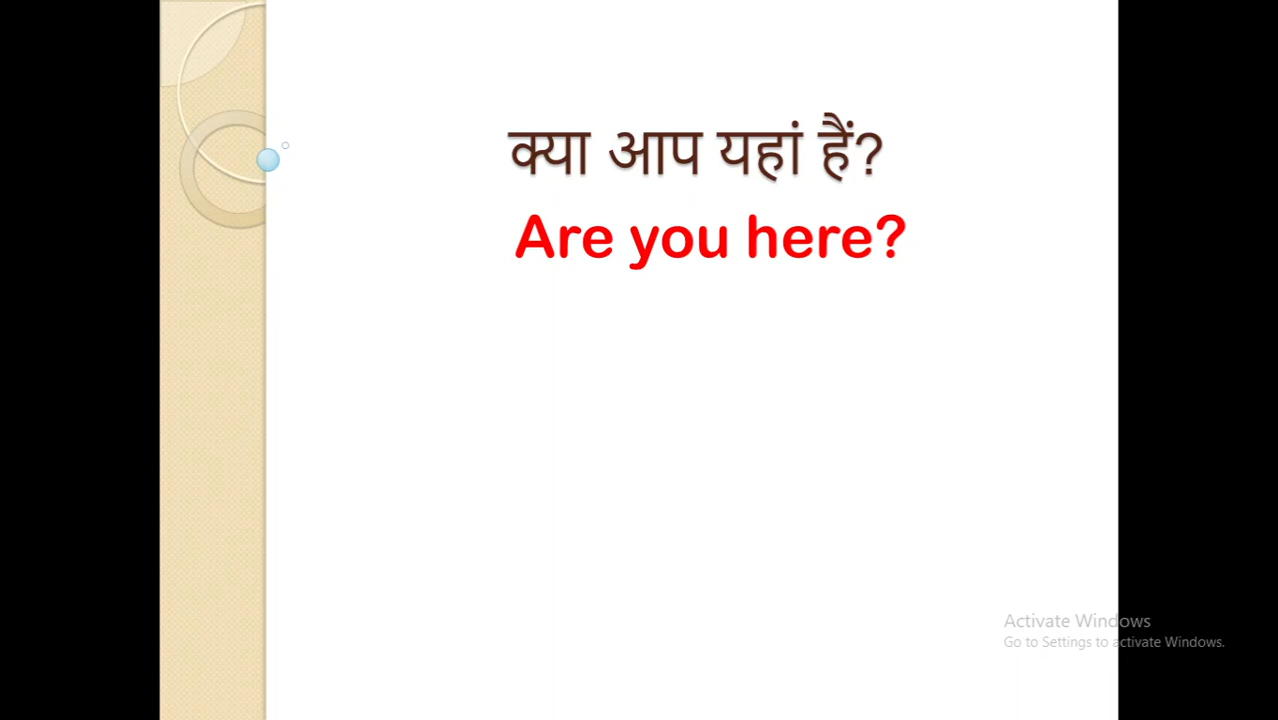 क्या आप यहां हैं?
Are you here?
Activate Windows
Go to Settings to activate Windows.